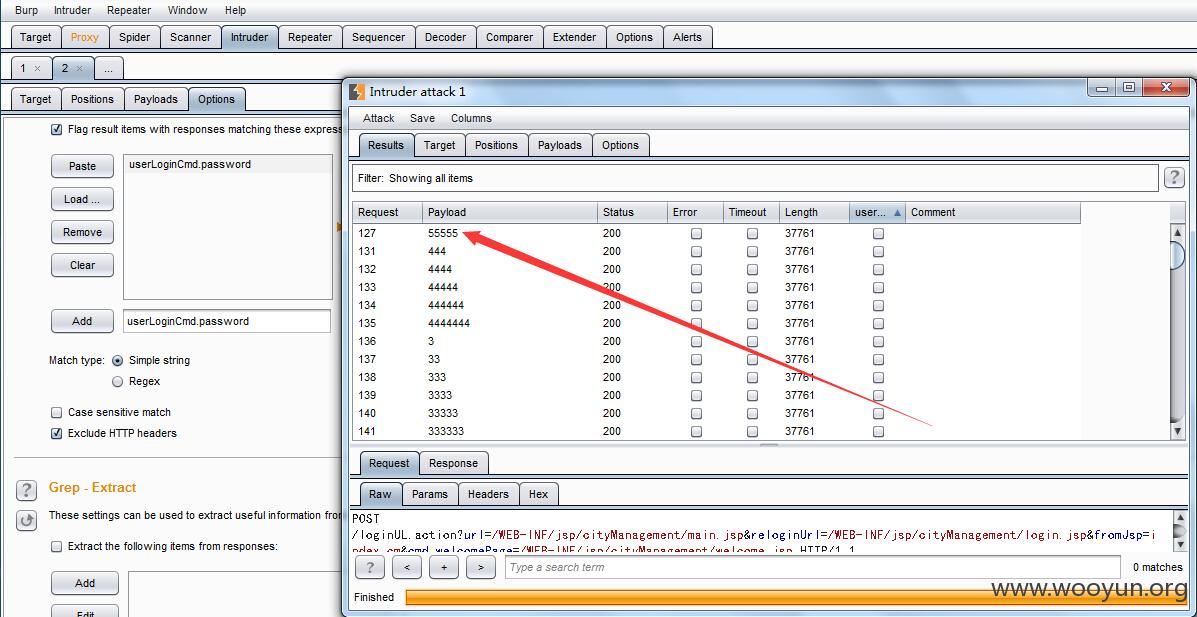 Burp Intruder Repeater Window Help
Target Proxy Spider Scanner Intruder Repeater Sequencer Decoder Comparer Extender Options Alerts
1 × 2 × ...
Target Positions Payloads Options
Flag result items with responses matching these express
Paste
Load ...
Remove
Clear
userLoginCmd.password
Add userLoginCmd.password
Match type: Simple string
Regex
Case sensitive match
Exclude HTTP headers
? Grep - Extract
These settings can be used to extract useful information from
Extract the following items from responses:
Add
Edit
Intruder attack 1
Attack Save Columns
Results Target Positions Payloads Options
Filter: Showing all items ?
Request Payload Status Error Timeout Length user... Comment
127 55555 200 37761
131 444 200 37761
132 4444 200 37761
133 44444 200 37761
134 444444 200 37761
135 4444444 200 37761
136 3 200 37761
137 33 200 37761
138 333 200 37761
139 3333 200 37761
140 33333 200 37761
141 333333 200 37761
Request Response
Raw Params Headers Hex
POST
/loginUL.action?url=/WEB-INF/jsp/cityManagement/main.jsp&reloginUrl=/WEB-INF/jsp/cityManagement/login.jsp&fromJsp=i
ndex_cm&cmd.welcomePage=/WEB-INF/jsp/cityManagement/welcome.jsp HTTP/1.1
? < + > Type a search term 0 matches
Finished
www.wooyun.org